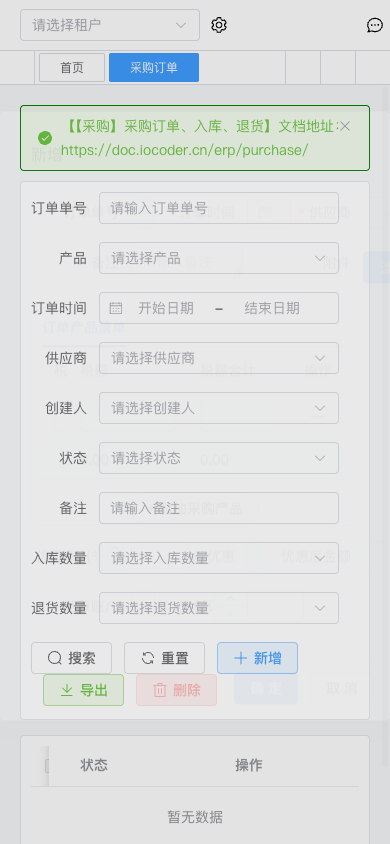 请选择租户
首页
采购订单
【【采购】采购订单、入库、退货】文档地址：
https://doc.iocoder.cn/erp/purchase/
订单单号 请输入订单单号
产品 请选择产品
订单时间 开始日期 - 结束日期
供应商 请选择供应商
创建人 请选择创建人
状态 请选择状态
备注 请输入备注
入库数量 请选择入库数量
退货数量 请选择退货数量
搜索 重置 新增
导出 删除 取消
状态 操作
暂无数据